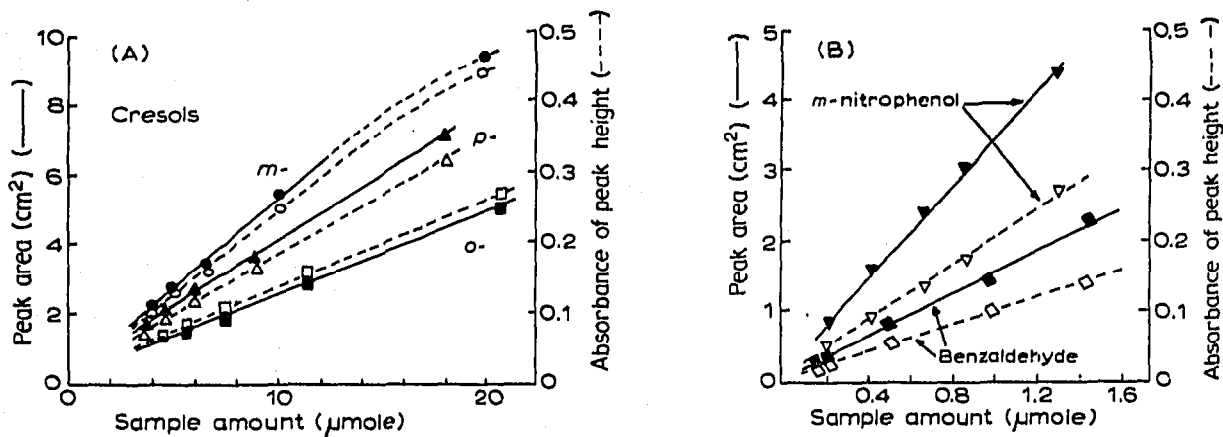 (A)
Cresols
m-
p-
o-
10
8
6
4
2
0
Peak area (cm²) (——)
0.5
0.4
0.3
0.2
0.1
0
Absorbance of peak height (----)
0
10
20
Sample amount (μmole)
(B)
m-nitrophenol
Benzaldehyde
5
4
3
2
1
0
Peak area (cm²) (——)
0.5
0.4
0.3
0.2
0.1
0
Absorbance of peak height (----)
0.4
0.8
1.2
1.6
Sample amount (μmole)